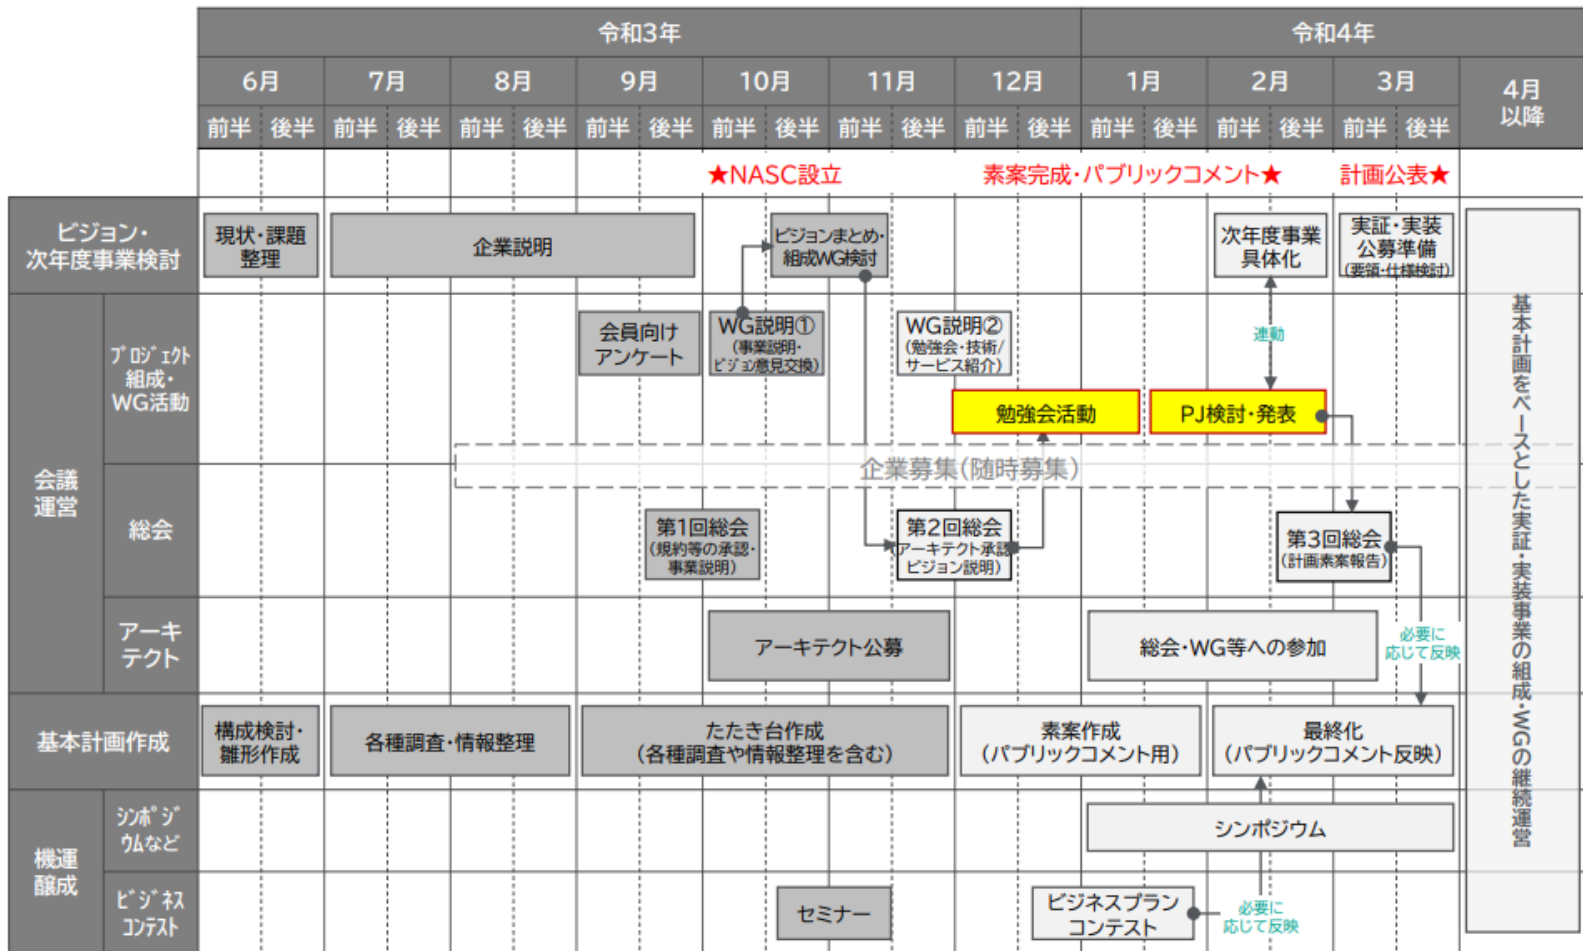 令和3年
令和4年
6月
7月
8月
9月
10月
11月
12月
1月
2月
3月
4月
以降
前半
後半
前半
後半
前半
後半
前半
後半
前半
後半
前半
後半
前半
後半
前半
後半
前半
後半
前半
後半
★NASC設立
素案完成・パブリックコメント★
計画公表★
ビジョン・
次年度事業検討
現状・課題
整理
企業説明
ビジョンまとめ・
組成WG検討
次年度事業
具体化
実証・実装
公募準備
(要領・仕様検討)
会議
運営
ﾌﾟﾛｼﾞｪｸﾄ
組成・
WG活動
会員向け
アンケート
WG説明①
(事業説明・
ﾋﾞｼﾞｮﾝ意見交換)
WG説明②
(勉強会・技術/
サービス紹介)
連動
勉強会活動
PJ検討・発表
企業募集(随時募集)
総会
第1回総会
(規約等の承認・
事業説明)
第2回総会
(アーキテクト承認
ビジョン説明)
第3回総会
(計画素案報告)
アーキ
テクト
アーキテクト公募
総会・WG等への参加
必要に
応じて反映
基本計画作成
構成検討・
雛形作成
各種調査・情報整理
たたき台作成
(各種調査や情報整理を含む)
素案作成
(パブリックコメント用)
最終化
(パブリックコメント反映)
機運
醸成
ｼﾝﾎﾟｼﾞ
ｳﾑなど
シンポジウム
ﾋﾞｼﾞﾈｽ
ｺﾝﾃｽﾄ
セミナー
ビジネスプラン
コンテスト
必要に
応じて反映
基本計画をベースとした実証・実装事業の組成・WGの継続運営